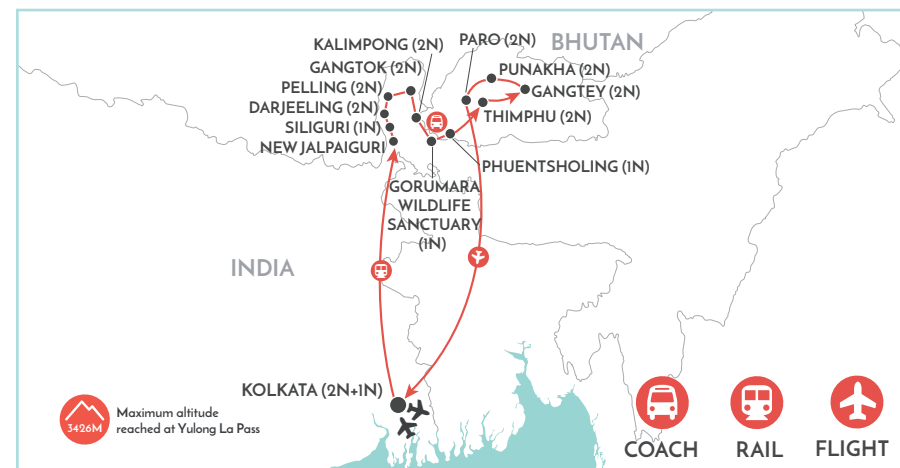 KALIMPONG (2N)
PARO (2N)
BHUTAN
GANGTOK (2N)
PUNAKHA (2N)
PELLING (2N)
GANGTEY (2N)
DARJEELING (2N)
THIMPHU (2N)
SILIGURI (1N)
NEW JALPAIGURI
PHUENTSHOLING (1N)
GORUMARA
WILDLIFE
SANCTUARY
(1N)
INDIA
KOLKATA (2N+1N)
3426M
Maximum altitude
reached at Yulong La Pass
COACH
RAIL
FLIGHT